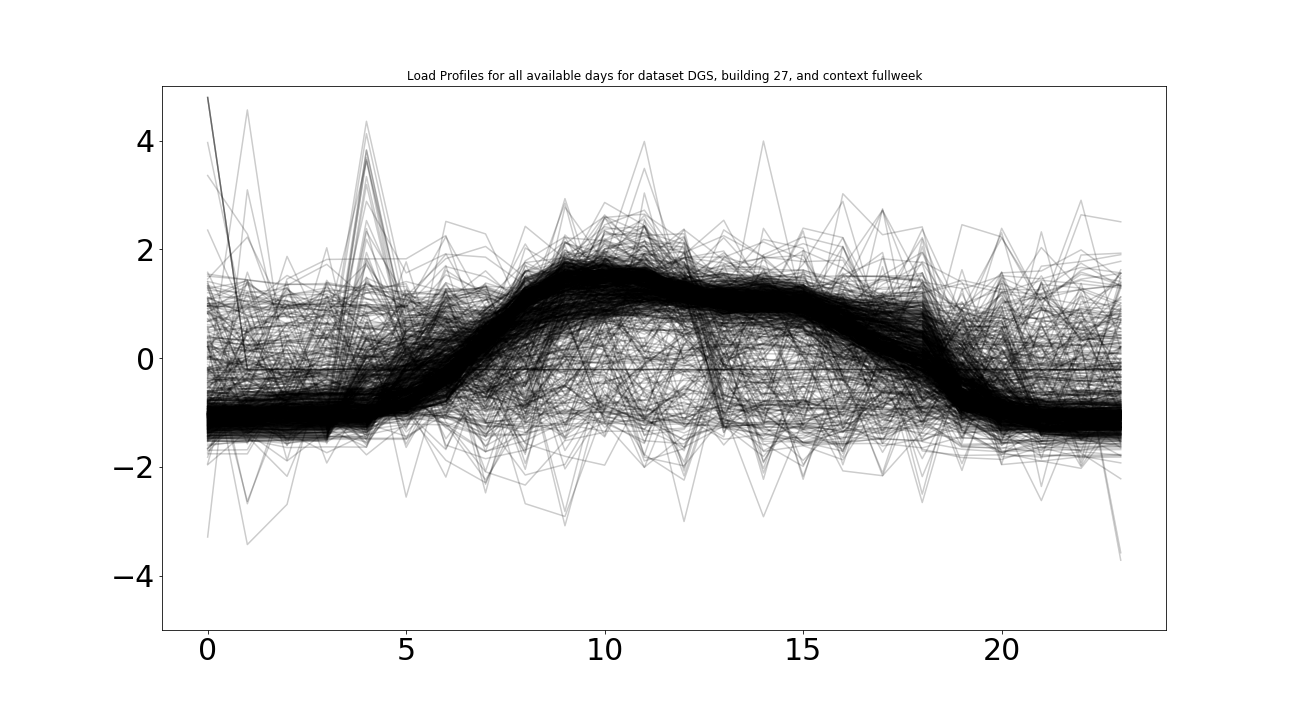 Load Profiles for all available days for dataset DGS, building 27, and context fullweek
4
2
0
−2
−4
0 5 10 15 20